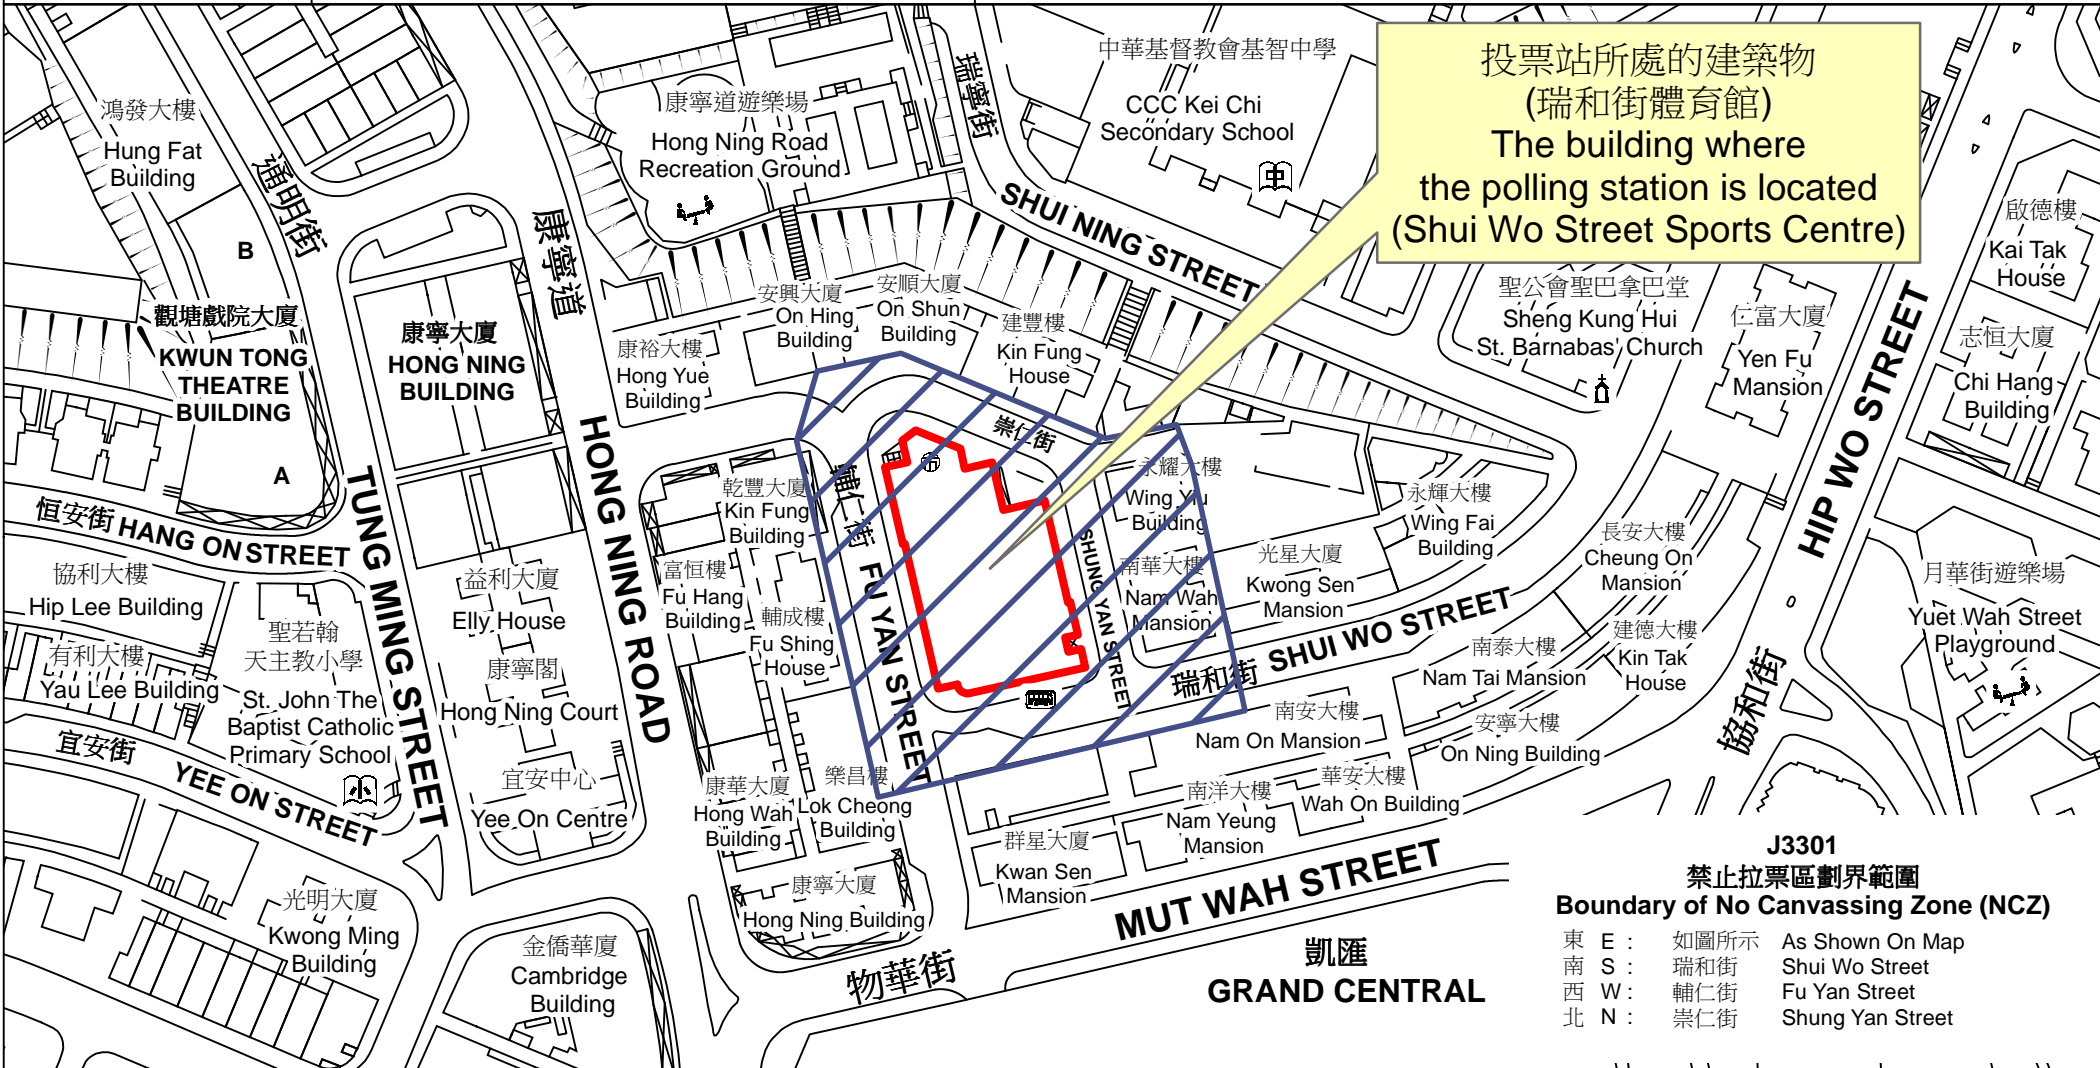 投票站所處的建築物
(瑞和街體育館)
The building where
the polling station is located
(Shui Wo Street Sports Centre)
中華基督教會基智中學
CCC Kei Chi
Secondary School
瑞寧街
康寧道遊樂場
Hong Ning Road
Recreation Ground
鴻發大樓
Hung Fat
Building
通明街
B
觀塘戲院大廈
KWUN TONG
THEATRE
BUILDING
A
康寧道
康寧大廈
HONG NING
BUILDING
SHUI NING STREET
啟德樓
Kai Tak
House
聖公會聖巴拿巴堂
Sheng Kung Hui
St. Barnabas' Church
仁富大廈
Yen Fu
Mansion
HIP WO STREET
志恒大廈
Chi Hang
Building
安興大廈
On Hing
Building
安順大廈
On Shun
Building
建豐樓
Kin Fung
House
康裕大樓
Hong Yue
Building
崇仁街
輔仁街
FU YAN STREET
SHUNG YAN STREET
乾豐大廈
Kin Fung
Building
永耀大樓
Wing Yiu
Building
永輝大樓
Wing Fai
Building
長安大樓
Cheung On
Mansion
南華大樓
Nam Wah
Mansion
光星大廈
Kwong Sen
Mansion
月華街遊樂場
Yuet Wah Street
Playground
恒安街 HANG ON STREET
TUNG MING STREET
HONG NING ROAD
協利大樓
Hip Lee Building
聖若翰
天主教小學
St. John The
Baptist Catholic
Primary School
有利大樓
Yau Lee Building
益利大廈
Elly House
康寧閣
Hong Ning Court
富恒樓
Fu Hang
Building
輔成樓
Fu Shing
House
瑞和街 SHUI WO STREET
南泰大樓
Nam Tai Mansion
建德大樓
Kin Tak
House
協和街
南安大樓
Nam On Mansion
安寧大樓
On Ning Building
宜安街 YEE ON STREET
宜安中心
Yee On Centre
康華大廈
Hong Wah
Building
樂昌樓
Lok Cheong
Building
南洋大樓
Nam Yeung
Mansion
華安大樓
Wah On Building
群星大廈
Kwan Sen
Mansion
康寧大廈
Hong Ning Building
光明大廈
Kwong Ming
Building
金僑華廈
Cambridge
Building
物華街
MUT WAH STREET
凱匯
GRAND CENTRAL
J3301
禁止拉票區劃界範圍
Boundary of No Canvassing Zone (NCZ)
東 E : 如圖所示 As Shown On Map
南 S : 瑞和街 Shui Wo Street
西 W : 輔仁街 Fu Yan Street
北 N : 崇仁街 Shung Yan Street